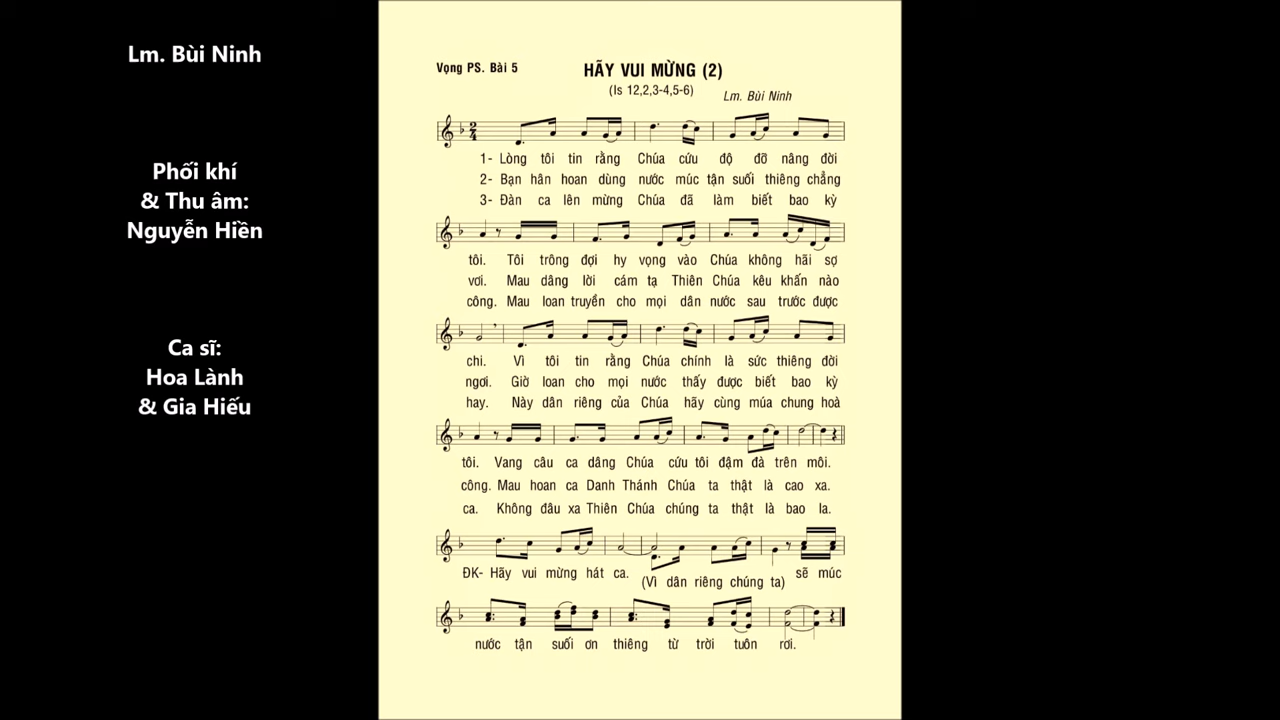 Lm. Bùi Ninh
Phối khí
& Thu âm:
Nguyễn Hiền
Ca sĩ:
Hoa Lành
& Gia Hiếu
Vọng PS. Bài 5
HÃY VUI MỪNG (2)
(Is 12,2,3-4,5-6)
Lm. Bùi Ninh
2
4
1- Lòng tôi tin rằng Chúa cứu độ đỡ nâng đời
2- Bạn hân hoan dùng nước múc tận suối thiêng chẳng
3- Đàn ca lên mừng Chúa đã làm biết bao kỳ
tôi. Tôi trông đợi hy vọng vào Chúa không hãi sợ
vơi. Mau dâng lời cám tạ Thiên Chúa kêu khấn nào
công. Mau loan truyền cho mọi dân nước sau trước được
chi. Vì tôi tin rằng Chúa chính là sức thiêng đời
ngơi. Giờ loan cho mọi nước thấy được biết bao kỳ
hay. Này dân riêng của Chúa hãy cùng múa chung hoà
tôi. Vang câu ca dâng Chúa cứu tôi đậm đà trên môi.
công. Mau hoan ca Danh Thánh Chúa ta thật là cao xa.
ca. Không đâu xa Thiên Chúa chúng ta thật là bao la.
ĐK- Hãy vui mừng hát ca. (Vì dân riêng chúng ta) sẽ múc
nước tận suối ơn thiêng từ trời tuôn rơi.